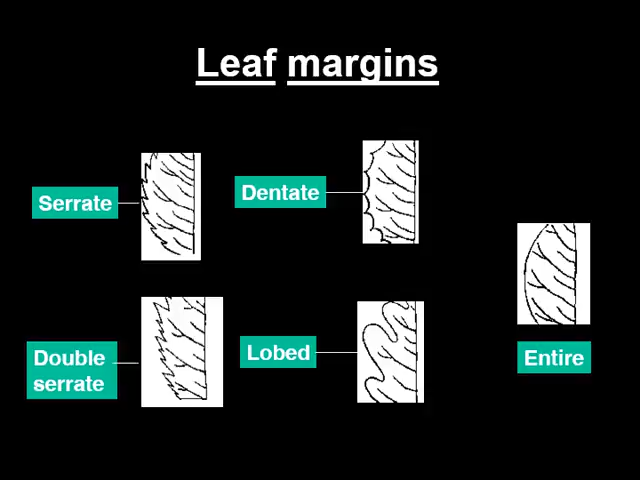 Leaf margins
Serrate
Dentate
Double
serrate
Lobed
Entire